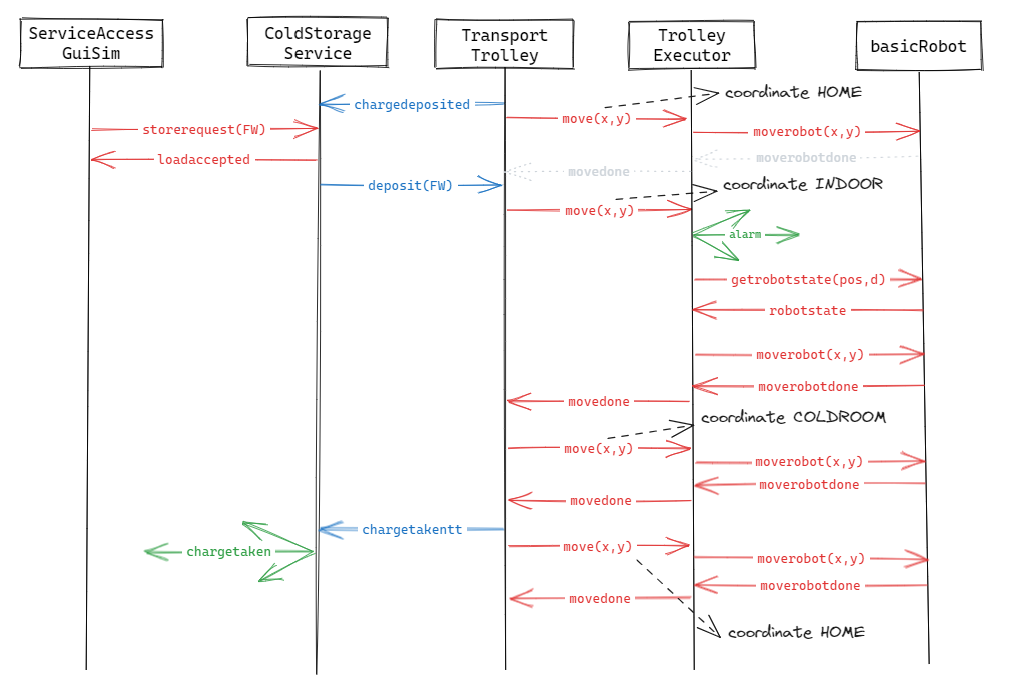 ServiceAccess
GuiSim
ColdStorage
Service
Transport
Trolley
Trolley
Executor
basicRobot
coordinate HOME
chargedeposited
move(x,y)
storerequest(FW)
moverobot(x,y)
loadaccepted
moverobotdone
movedone
deposit(FW)
coordinate INDOOR
move(x,y)
alarm
getrobotstate(pos,d)
robotstate
moverobot(x,y)
moverobotdone
movedone
coordinate COLDROOM
move(x,y)
moverobot(x,y)
moverobotdone
movedone
chargetakentt
move(x,y)
chargetaken
moverobot(x,y)
moverobotdone
movedone
coordinate HOME